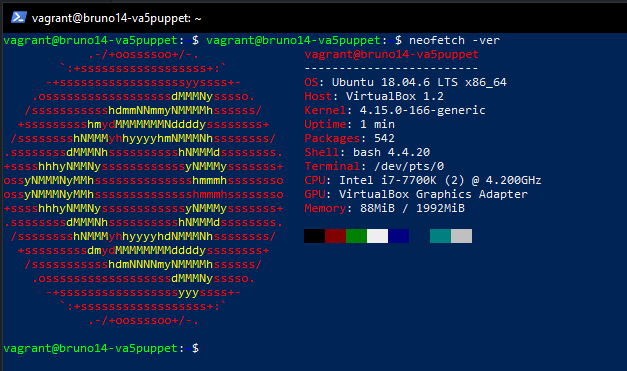 vagrant@bruno14-va5puppet: ~
vagrant@bruno14-va5puppet: $ vagrant@bruno14-va5puppet: $ neofetch -ver
.-/+oossssoo+/-.
vagrant@bruno14-va5puppet
`:+ssssssssssssssssss+:`
-------------------------
-+ssssssssssssssssssyyssss+-
OS: Ubuntu 18.04.6 LTS x86_64
.ossssssssssssssssssdMMMNysssso.
Host: VirtualBox 1.2
/ssssssssssshdmmNNmmyNMMMMhssssss/
Kernel: 4.15.0-166-generic
+ssssssssshmydMMMMMMMNddddyssssssss+
Uptime: 1 min
/sssssssshNMMMyhhyyyyhmNMMMNhssssssss/
Packages: 542
.ssssssssdMMMNhsssssssssshNMMMdssssssss.
Shell: bash 4.4.20
+sssshhhyNMMNyssssssssssssyNMMMysssssss+
Terminal: /dev/pts/0
ossyNMMMNyMMhsssssssssssssshmmmhssssssso
CPU: Intel i7-7700K (2) @ 4.200GHz
ossyNMMMNyMMhsssssssssssssshmmmhssssssso
GPU: VirtualBox Graphics Adapter
+sssshhhyNMMNyssssssssssssyNMMMysssssss+
Memory: 88MiB / 1992MiB
.ssssssssdMMMNhsssssssssshNMMMdssssssss.
/sssssssshNMMMyhhyyyyhdNMMMNhssssssss/
+sssssssssdmydMMMMMMMMddddyssssssss+
/ssssssssssshdmNNNNmyNMMMMhssssss/
.ossssssssssssssssssdMMMNysssso.
-+sssssssssssssssssyyyssss+-
`:+ssssssssssssssssss+:`
.-/+oossssoo+/-.
vagrant@bruno14-va5puppet: $